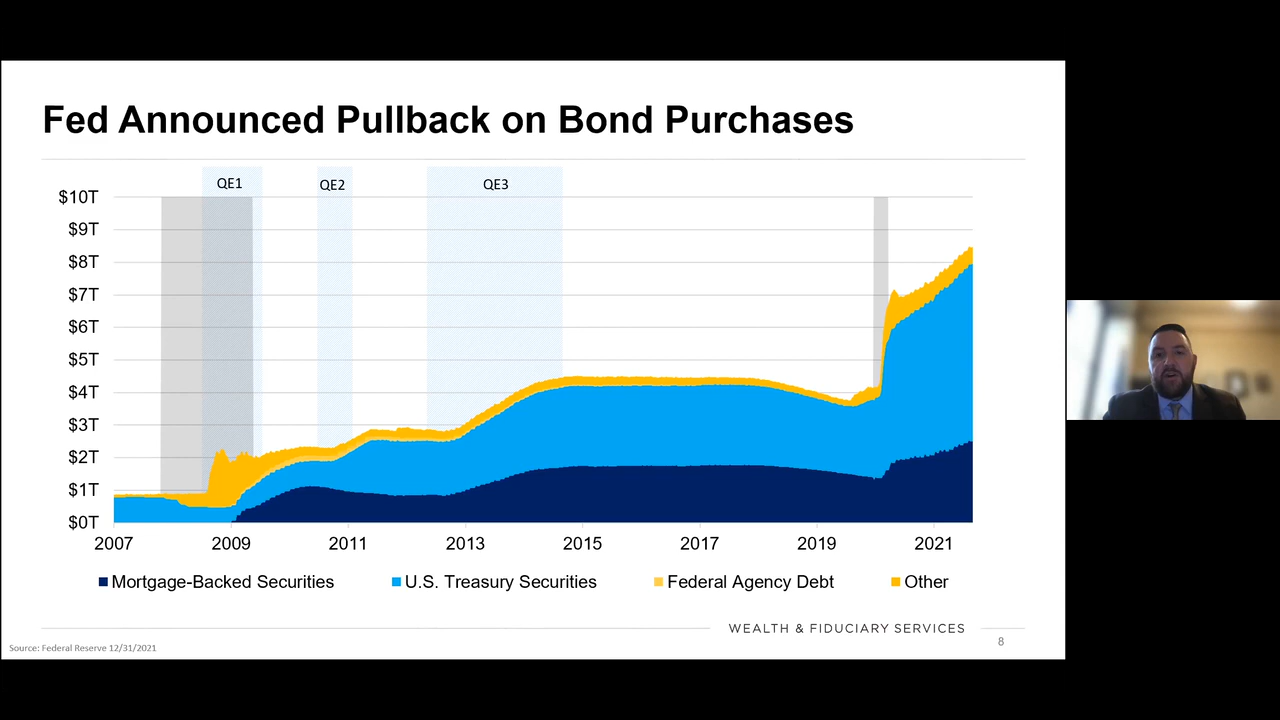 Fed Announced Pullback on Bond Purchases
QE1 QE2 QE3
$10T
$9T
$8T
$7T
$6T
$5T
$4T
$3T
$2T
$1T
$0T
2007 2009 2011 2013 2015 2017 2019 2021
Mortgage-Backed Securities U.S. Treasury Securities Federal Agency Debt Other
WEALTH & FIDUCIARY SERVICES
8
Source: Federal Reserve 12/31/2021